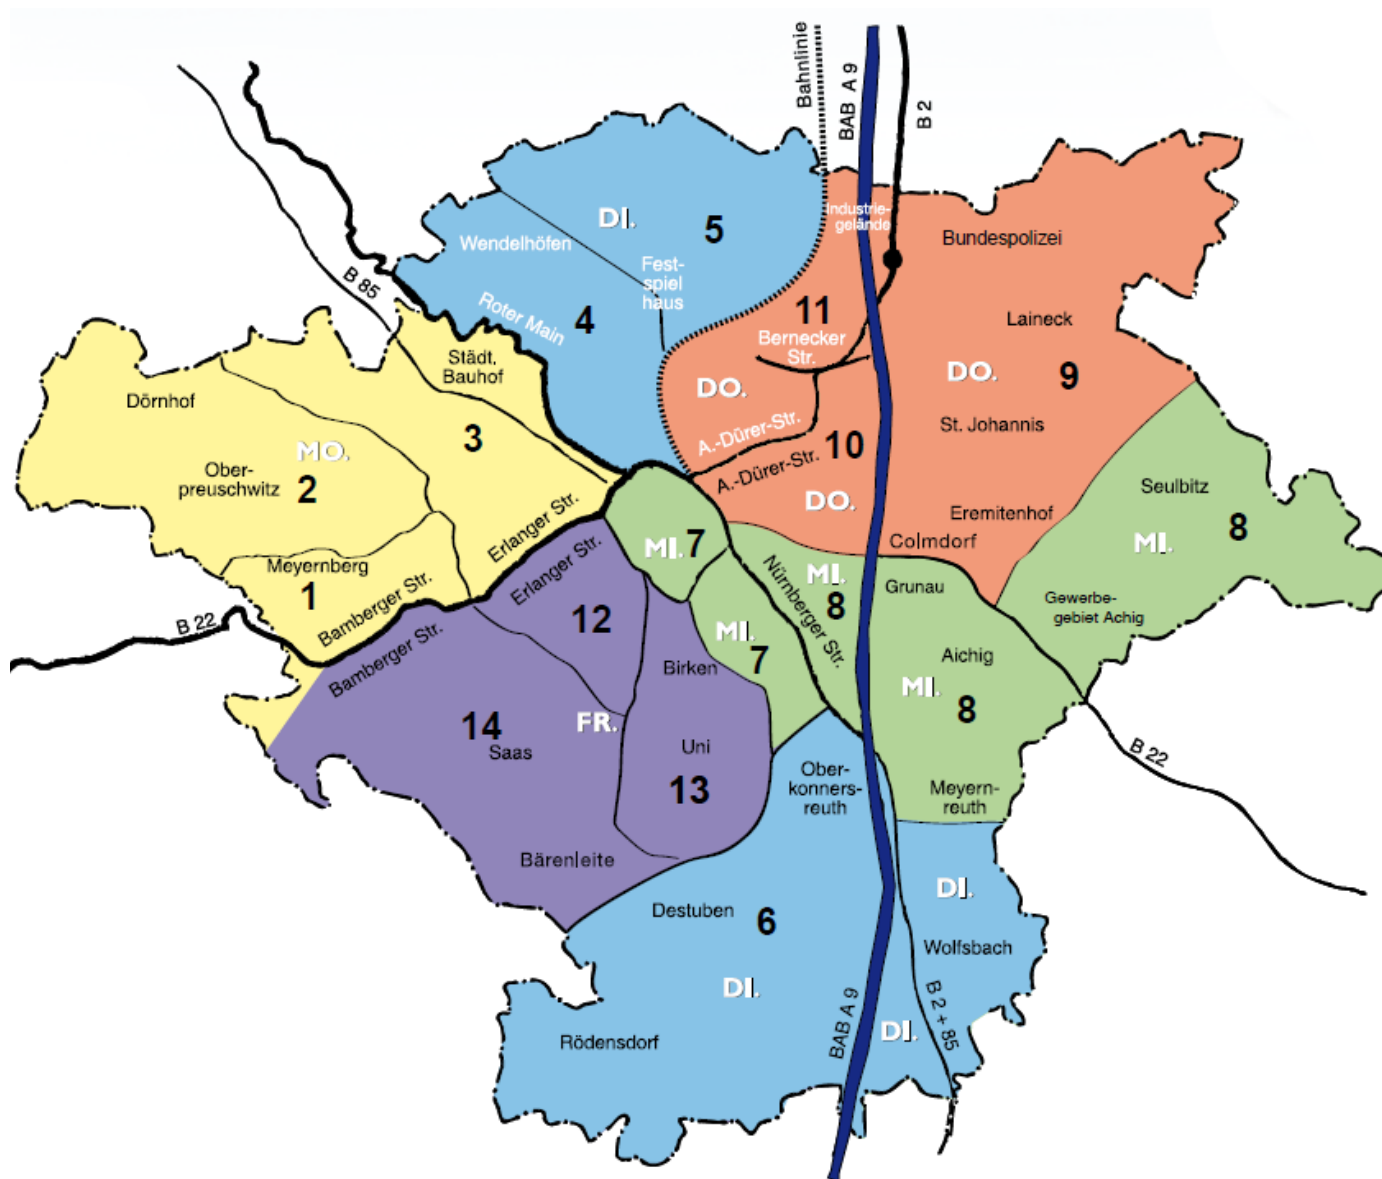 Bahnlinie
BAB A 9
B 2
B 85
DI.
5
Wendelhöfen
Fest-
spiel
haus
Roter Main
4
Industrie-
gelände
Bundespolizei
11
Bernecker
Str.
Laineck
DO.
9
DO.
A.-Dürer-Str.
St. Johannis
A.-Dürer-Str.
10
DO.
Eremitenhof
Colmdorf
Städt.
Bauhof
Dörnhof
3
MO.
Ober-
preuschwitz
2
Erlanger Str.
Meyernberg
1
Bamberger Str.
B 22
Seulbitz
8
MI.
Gewerbe-
gebiet Achig
MI.
7
MI.
8
Nürnberger Str.
Grunau
Aichig
MI.
8
MI.
7
B 22
Meyern-
reuth
Erlanger Str.
12
Bamberger Str.
Birken
14
Saas
FR.
Uni
13
Bärenleite
Ober-
konners-
reuth
Destuben
6
DI.
DI.
Wolfsbach
Rödensdorf
BAB A 9
DI.
B 2 + 85